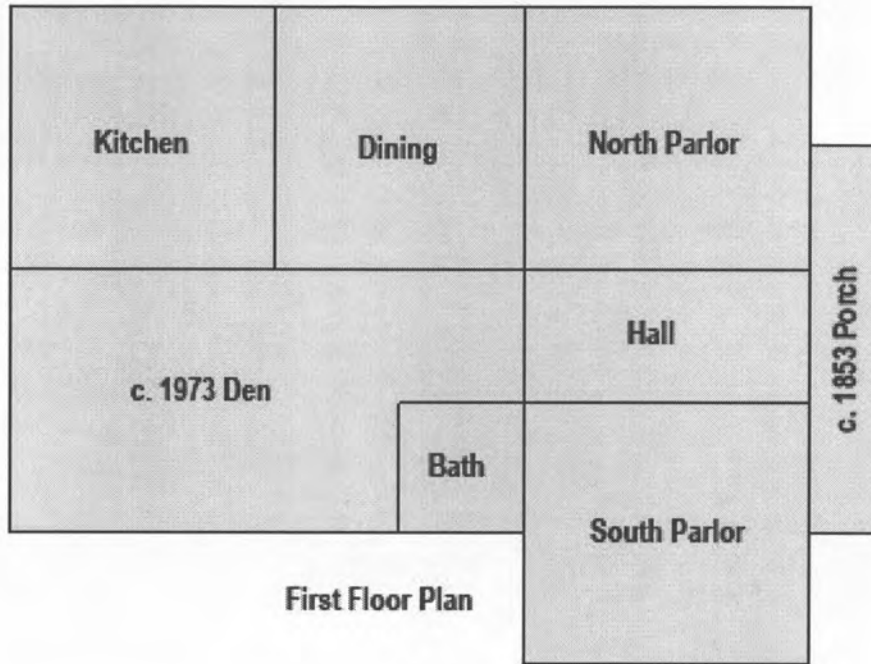 Kitchen
Dining
North Parlor
Hall
c. 1853 Porch
c. 1973 Den
Bath
South Parlor
First Floor Plan